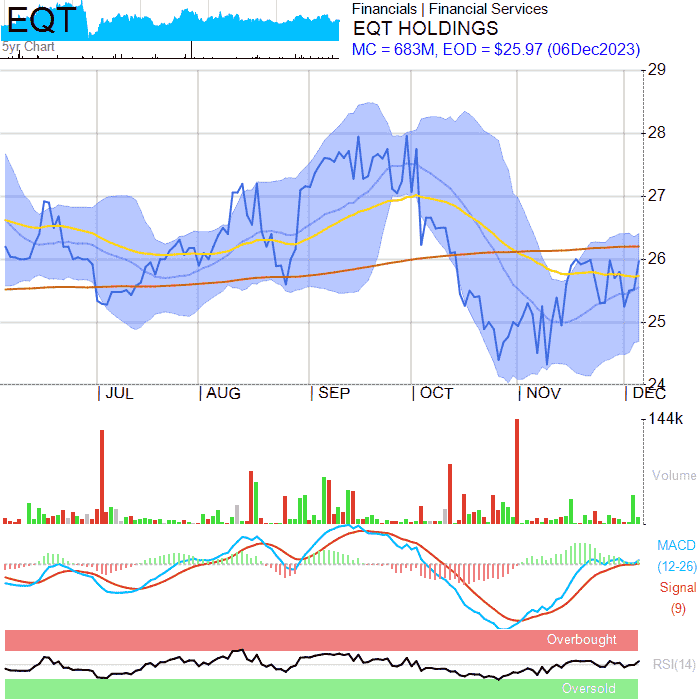 EQT
5yr Chart
Financials | Financial Services
EQT HOLDINGS
MC = 683M, EOD = $25.97 (06Dec2023)
29
28
27
26
25
24
JUL AUG SEP OCT NOV DEC
144k
Volume
MACD
(12-26)
Signal
(9)
Overbought
RSI(14)
Oversold